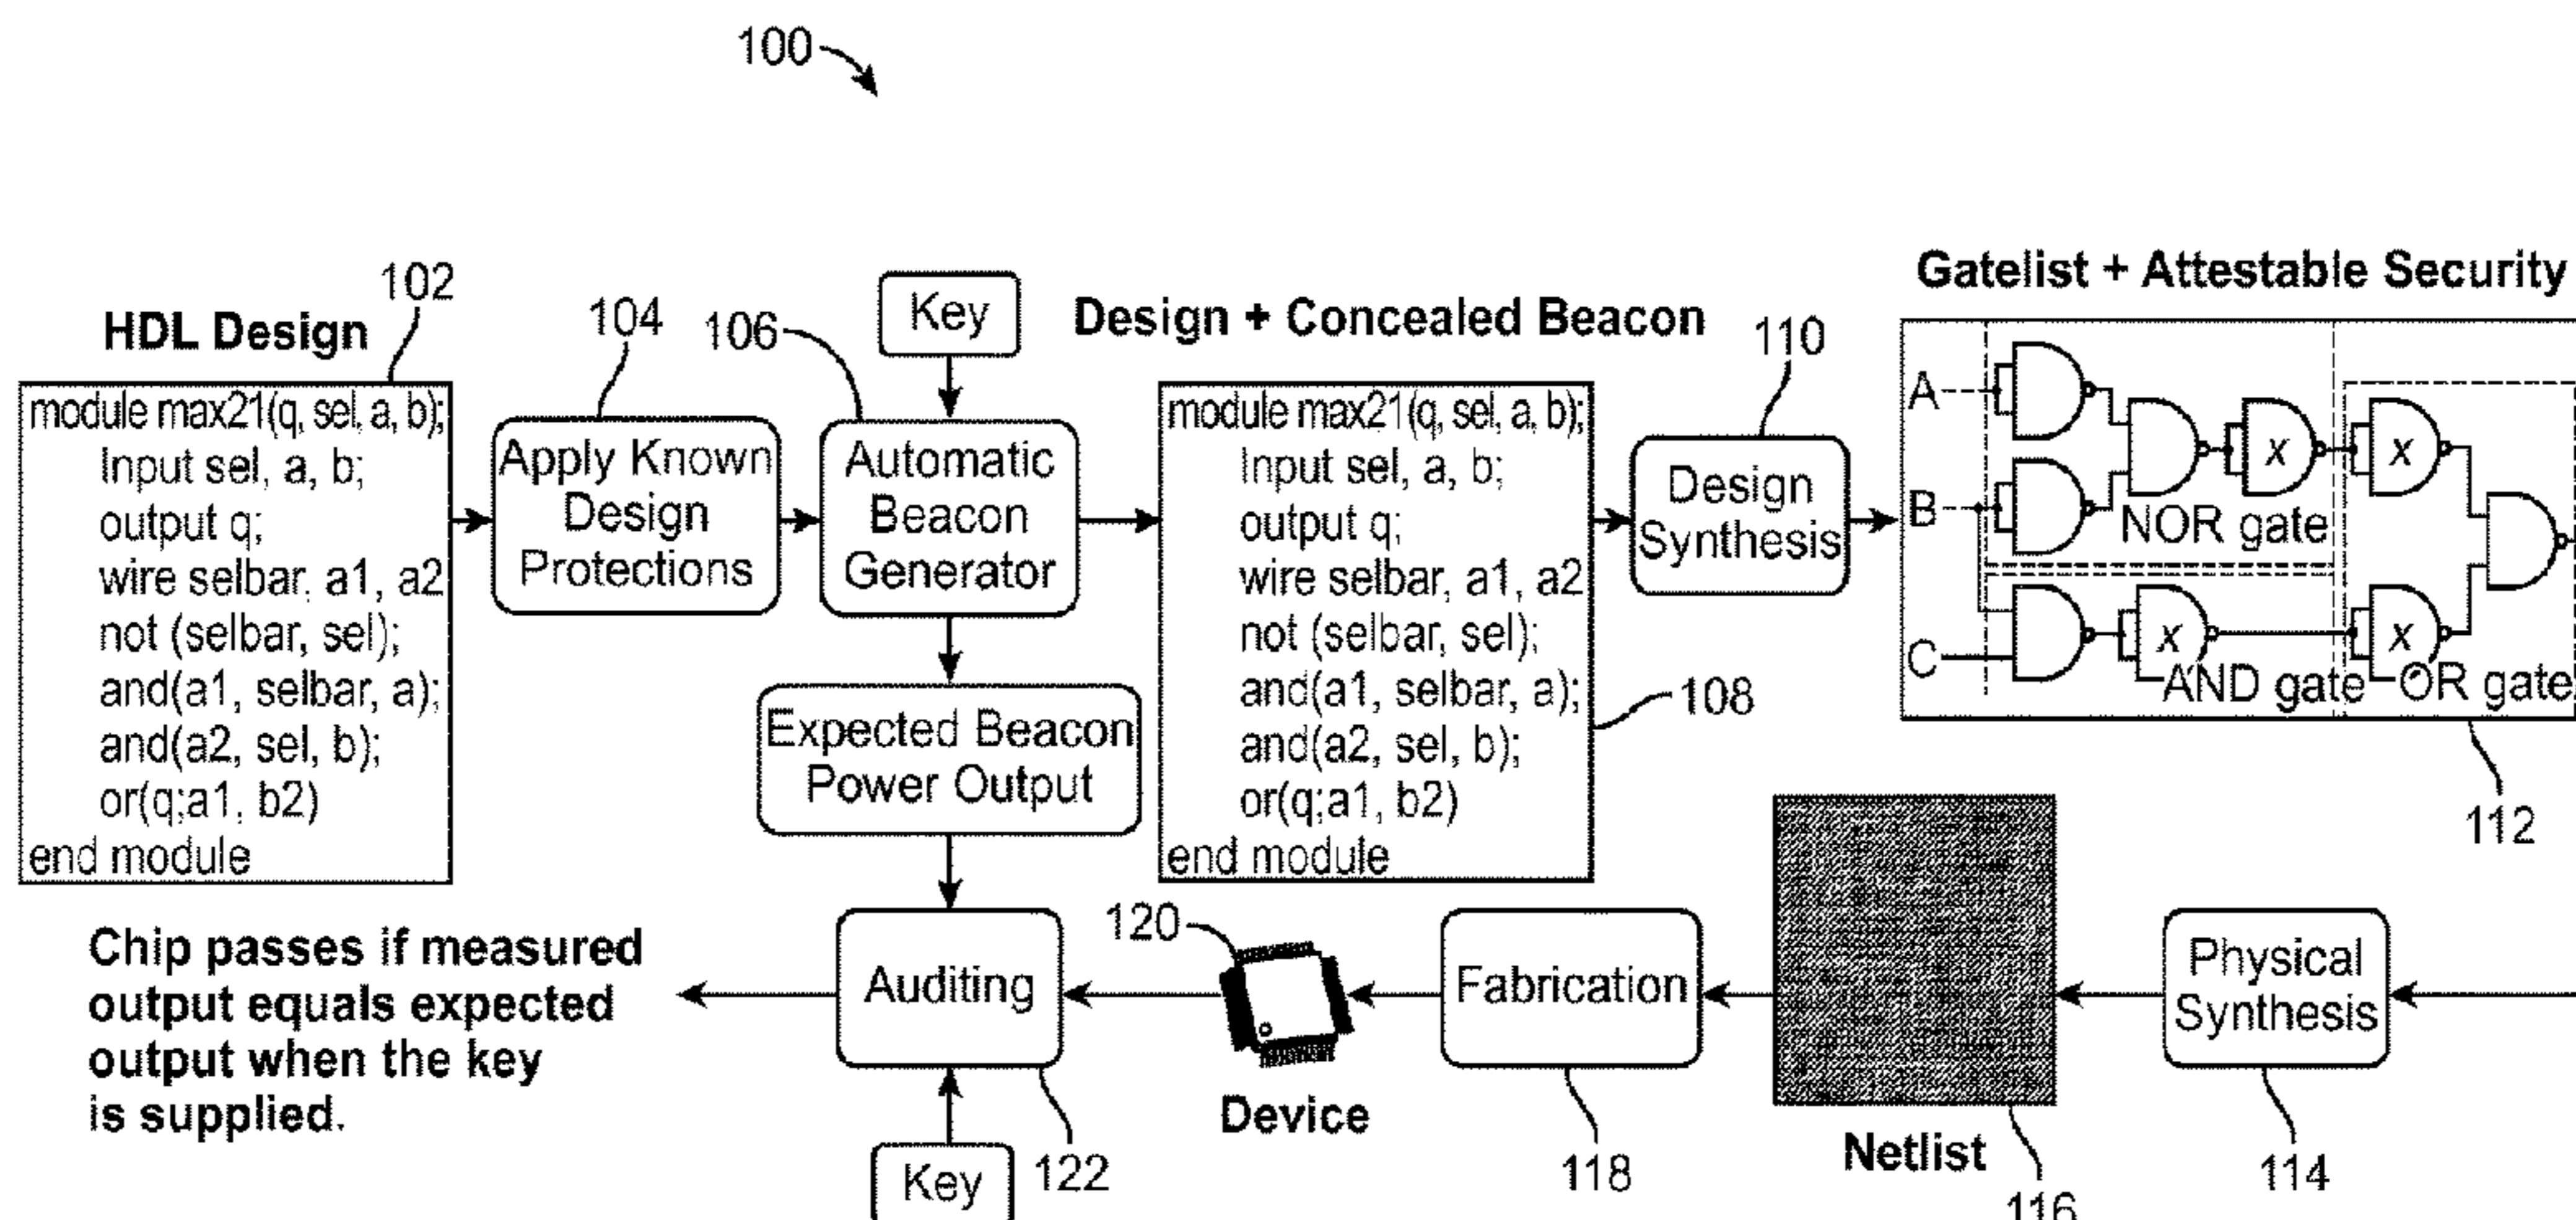 100
HDL Design
102
module max21(q, sel, a, b);
Input sel, a, b;
output q;
wire selbar, a1, a2
not (selbar, sel);
and(a1, selbar, a);
and(a2, sel, b);
or(q;a1, b2)
end module
104
Apply Known
Design
Protections
106
Key
Automatic
Beacon
Generator
Expected Beacon
Power Output
Design + Concealed Beacon
module max21(q, sel, a, b);
Input sel, a, b;
output q;
wire selbar, a1, a2
not (selbar, sel);
and(a1, selbar, a);
and(a2, sel, b);
or(q;a1, b2)
end module
108
110
Design
Synthesis
Gatelist + Attestable Security
A
B
C
x
x
x
x
NOR gate
AND gate
OR gate
112
Physical
Synthesis
114
Netlist
116
Fabrication
118
120
Device
Auditing
122
Key
Chip passes if measured
output equals expected
output when the key
is supplied.